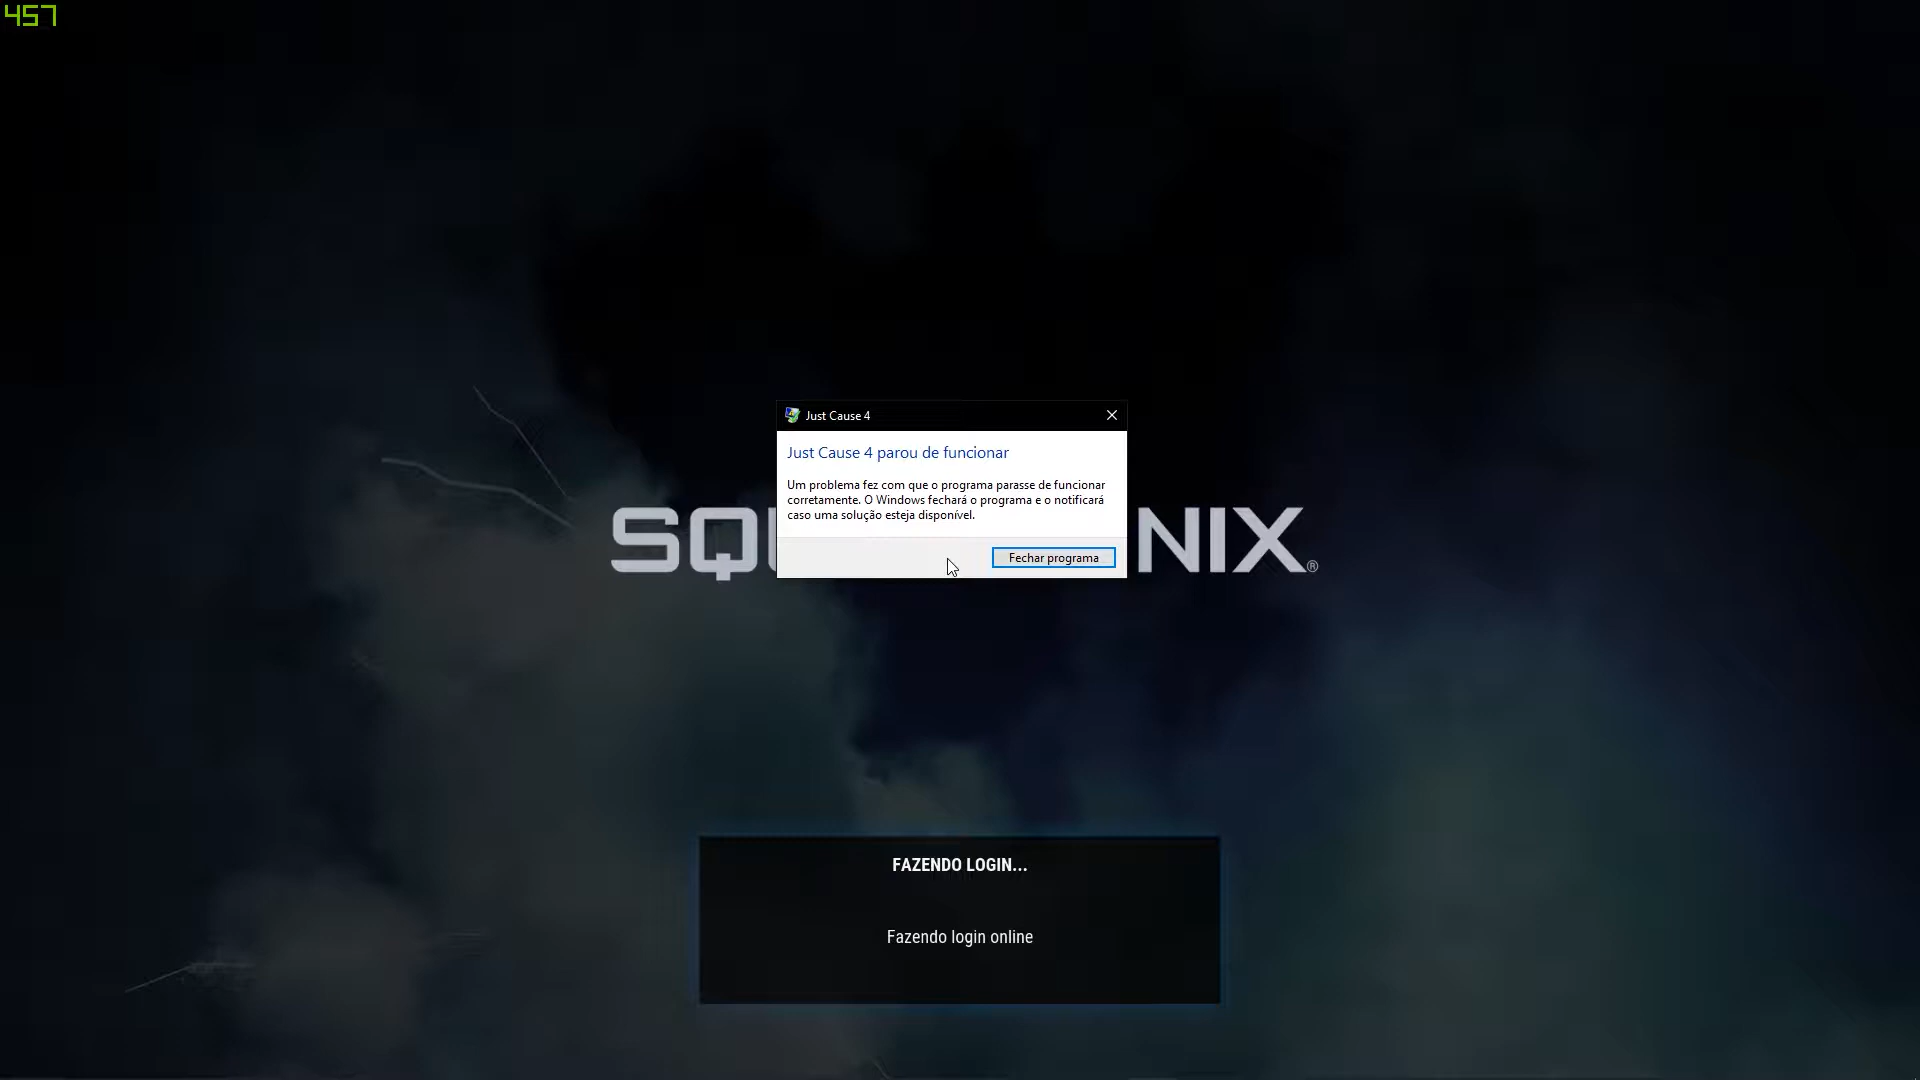 457
Just Cause 4
Just Cause 4 parou de funcionar
Um problema fez com que o programa parasse de funcionar
corretamente. O Windows fechará o programa e o notificará
caso uma solução esteja disponível.
SQ NIX®
Fechar programa
FAZENDO LOGIN...
Fazendo login online